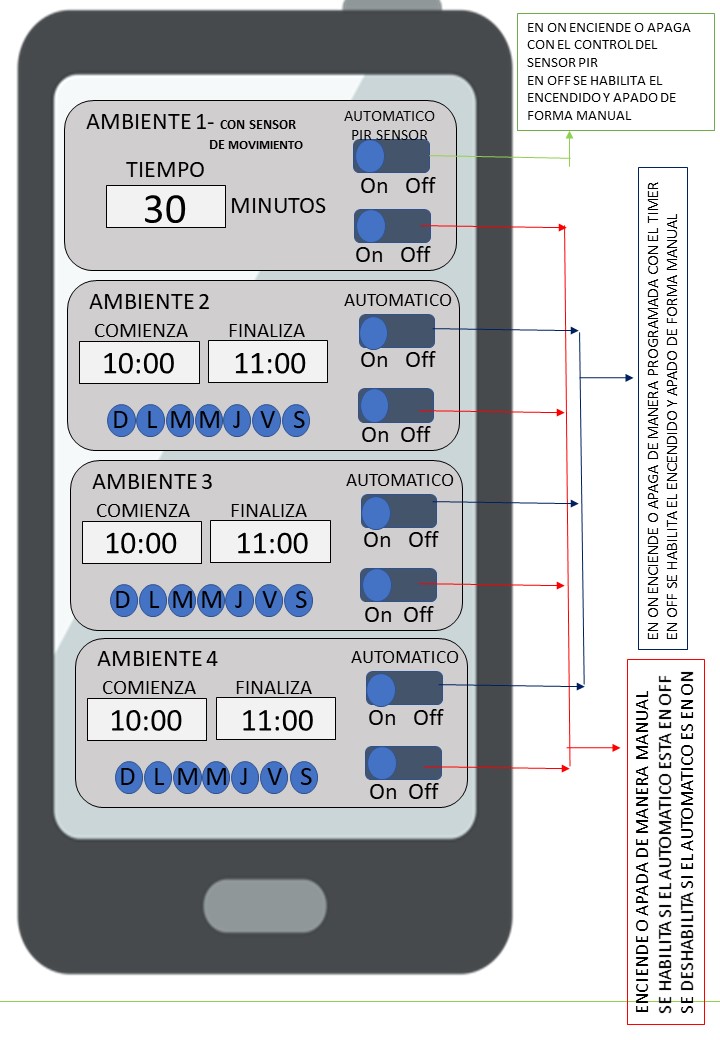 EN ON ENCIENDE O APAGA
CON EL CONTROL DEL
SENSOR PIR
EN OFF SE HABILITA EL
ENCENDIDO Y APADO DE
FORMA MANUAL
AMBIENTE 1- CON SENSOR
DE MOVIMIENTO
AUTOMATICO
PIR SENSOR
On Off
TIEMPO
30 MINUTOS
On Off
AMBIENTE 2
AUTOMATICO
COMIENZA FINALIZA
10:00 11:00
On Off
D L M M J V S
On Off
AMBIENTE 3
AUTOMATICO
COMIENZA FINALIZA
10:00 11:00
On Off
D L M M J V S
On Off
AMBIENTE 4
AUTOMATICO
COMIENZA FINALIZA
10:00 11:00
On Off
D L M M J V S
On Off
EN ON ENCIENDE O APAGA DE MANERA PROGRAMADA CON EL TIMER
EN OFF SE HABILITA EL ENCENDIDO Y APADO DE FORMA MANUAL
ENCIENDE O APADA DE MANERA MANUAL
SE HABILITA SI EL AUTOMATICO ESTA EN OFF
SE DESHABILITA SI EL AUTOMATICO ES EN ON